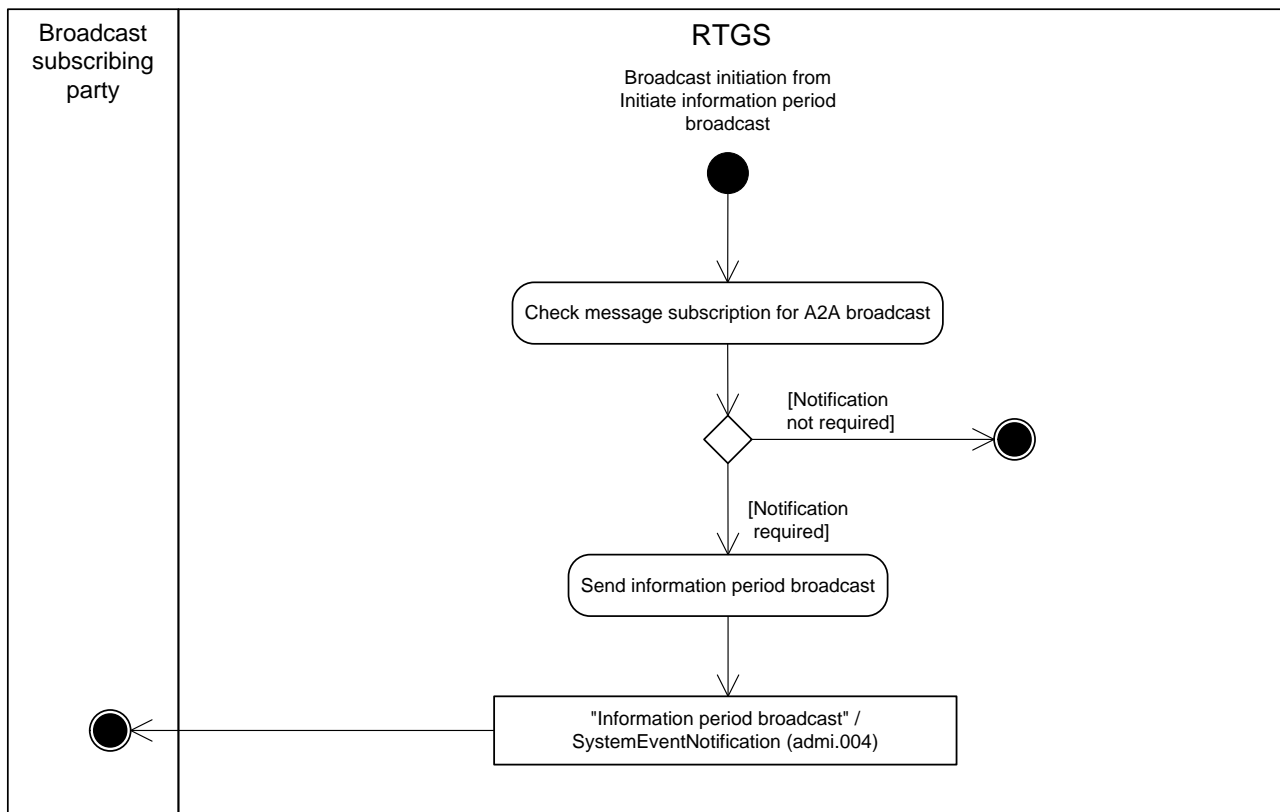 Broadcast
subscribing
party
RTGS
Broadcast initiation from
Initiate information period
broadcast
Check message subscription for A2A broadcast
[Notification
not required]
[Notification
required]
Send information period broadcast
"Information period broadcast" /
SystemEventNotification (admi.004)